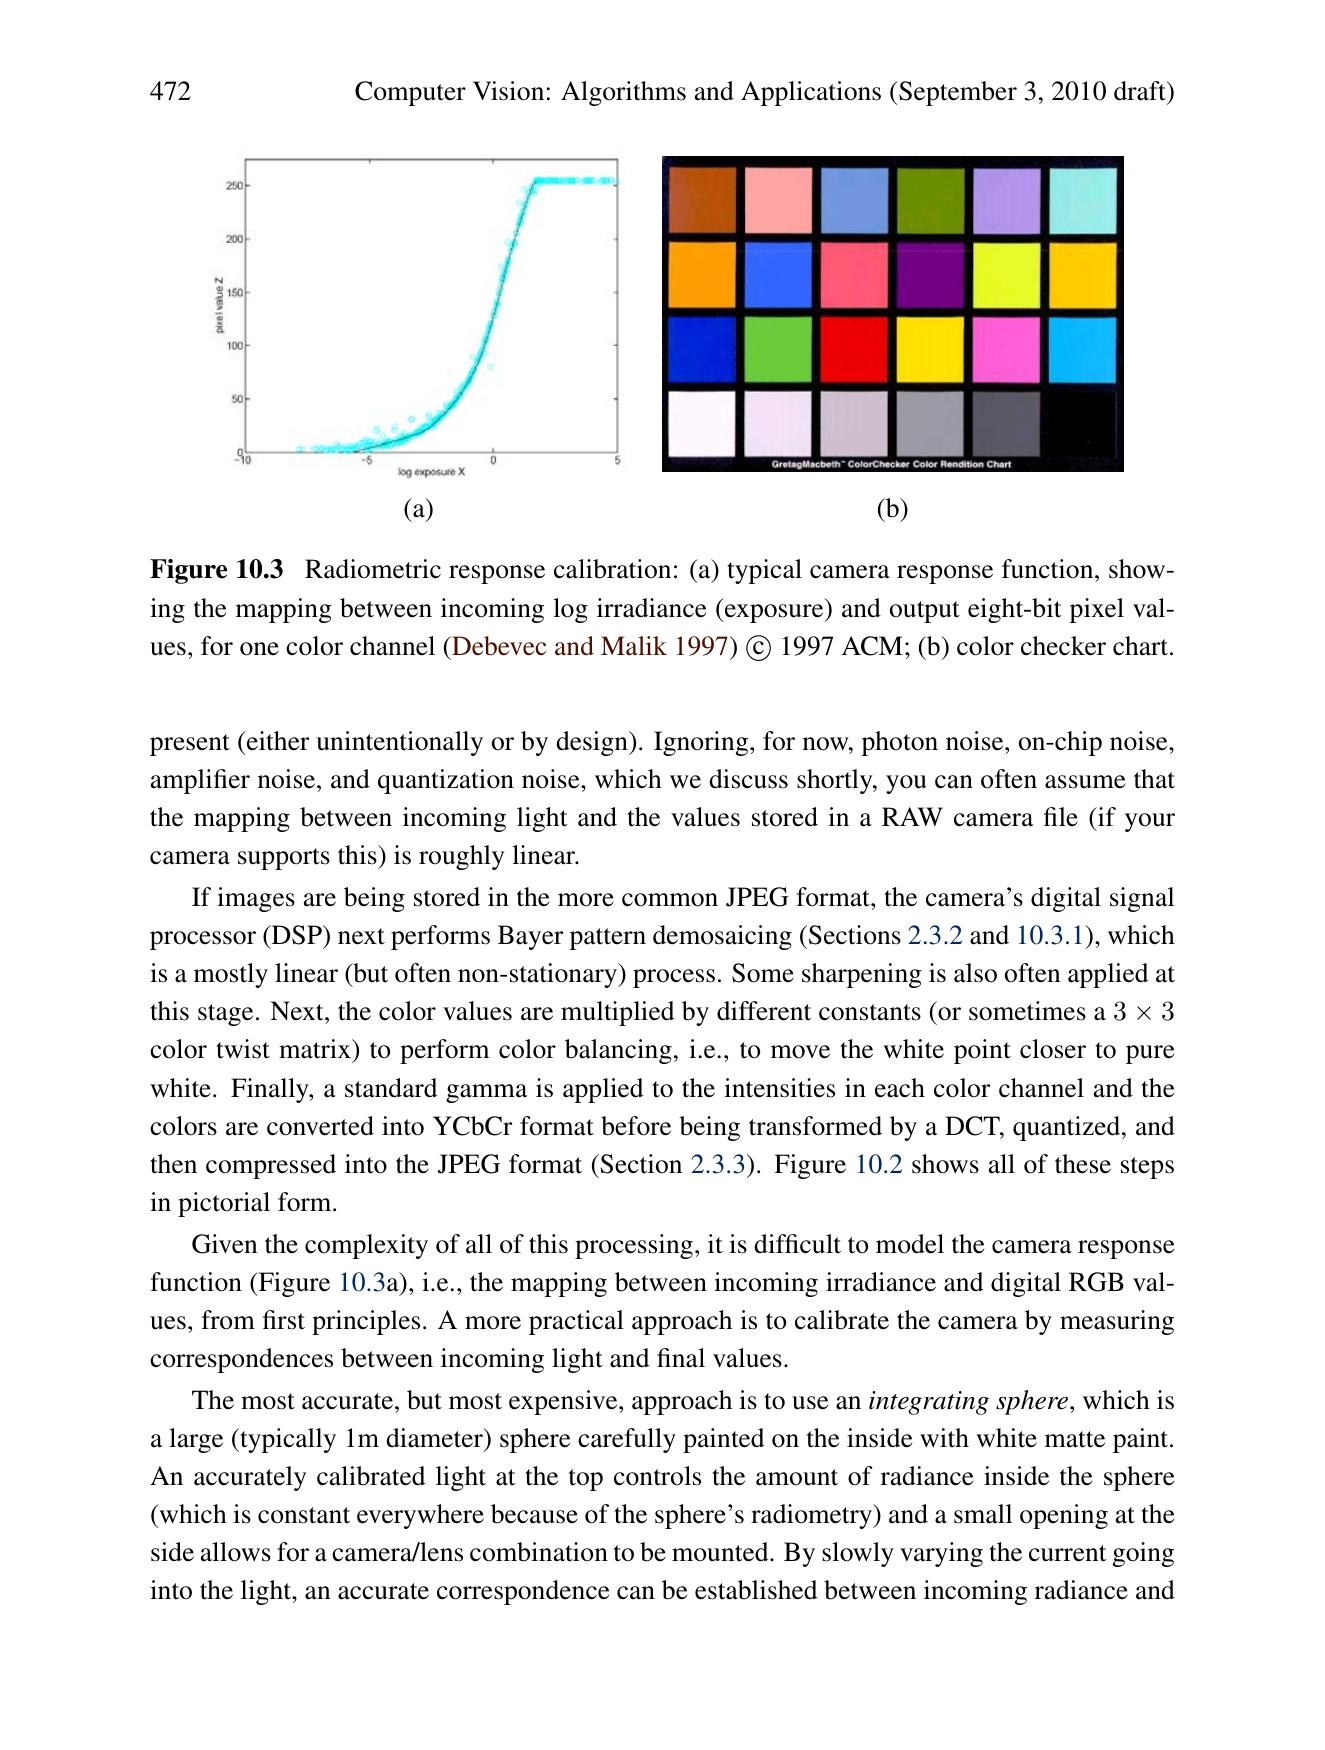 472 Computer Vision: Algorithms and Applications (September 3, 2010 draft)
250
200
150
100
50
0
pixel value Z
−10 −5 0 5
log exposure X
GretagMacbeth™ ColorChecker Color Rendition Chart
(a) (b)
Figure 10.3 Radiometric response calibration: (a) typical camera response function, show-
ing the mapping between incoming log irradiance (exposure) and output eight-bit pixel val-
ues, for one color channel (Debevec and Malik 1997) © 1997 ACM; (b) color checker chart.
present (either unintentionally or by design). Ignoring, for now, photon noise, on-chip noise,
amplifier noise, and quantization noise, which we discuss shortly, you can often assume that
the mapping between incoming light and the values stored in a RAW camera file (if your
camera supports this) is roughly linear.
If images are being stored in the more common JPEG format, the camera's digital signal
processor (DSP) next performs Bayer pattern demosaicing (Sections 2.3.2 and 10.3.1), which
is a mostly linear (but often non-stationary) process. Some sharpening is also often applied at
this stage. Next, the color values are multiplied by different constants (or sometimes a 3 × 3
color twist matrix) to perform color balancing, i.e., to move the white point closer to pure
white. Finally, a standard gamma is applied to the intensities in each color channel and the
colors are converted into YCbCr format before being transformed by a DCT, quantized, and
then compressed into the JPEG format (Section 2.3.3). Figure 10.2 shows all of these steps
in pictorial form.
Given the complexity of all of this processing, it is difficult to model the camera response
function (Figure 10.3a), i.e., the mapping between incoming irradiance and digital RGB val-
ues, from first principles. A more practical approach is to calibrate the camera by measuring
correspondences between incoming light and final values.
The most accurate, but most expensive, approach is to use an integrating sphere, which is
a large (typically 1m diameter) sphere carefully painted on the inside with white matte paint.
An accurately calibrated light at the top controls the amount of radiance inside the sphere
(which is constant everywhere because of the sphere's radiometry) and a small opening at the
side allows for a camera/lens combination to be mounted. By slowly varying the current going
into the light, an accurate correspondence can be established between incoming radiance and